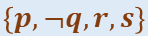 {p, ¬q, r, s}